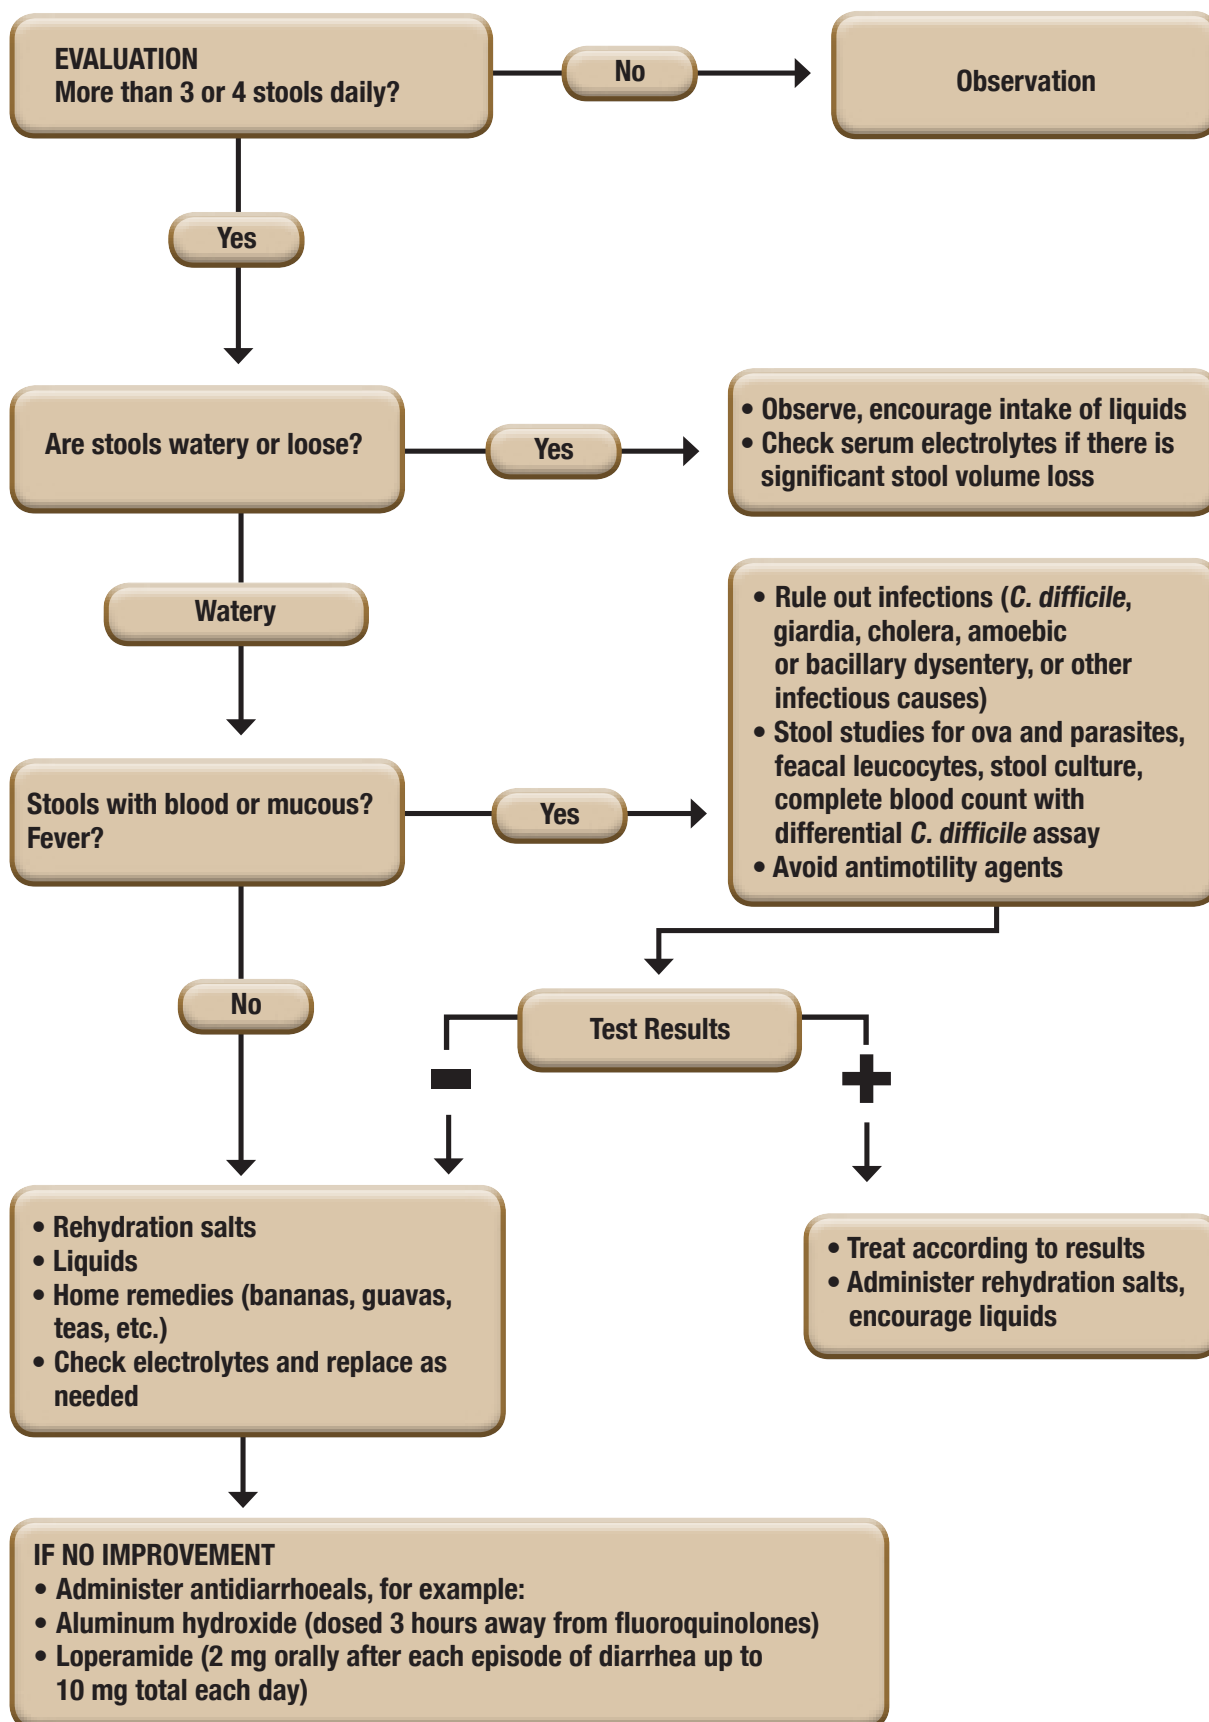 EVALUATION
More than 3 or 4 stools daily?
No
Observation
Yes
Are stools watery or loose?
Yes
• Observe, encourage intake of liquids
• Check serum electrolytes if there is
significant stool volume loss
Watery
• Rule out infections (C. difficile,
giardia, cholera, amoebic
or bacillary dysentery, or other
infectious causes)
• Stool studies for ova and parasites,
feacal leucocytes, stool culture,
complete blood count with
differential C. difficile assay
• Avoid antimotility agents
Stools with blood or mucous?
Fever?
Yes
No
Test Results
−
+
• Rehydration salts
• Liquids
• Home remedies (bananas, guavas,
teas, etc.)
• Check electrolytes and replace as
needed
• Treat according to results
• Administer rehydration salts,
encourage liquids
IF NO IMPROVEMENT
• Administer antidiarrhoeals, for example:
• Aluminum hydroxide (dosed 3 hours away from fluoroquinolones)
• Loperamide (2 mg orally after each episode of diarrhea up to
10 mg total each day)